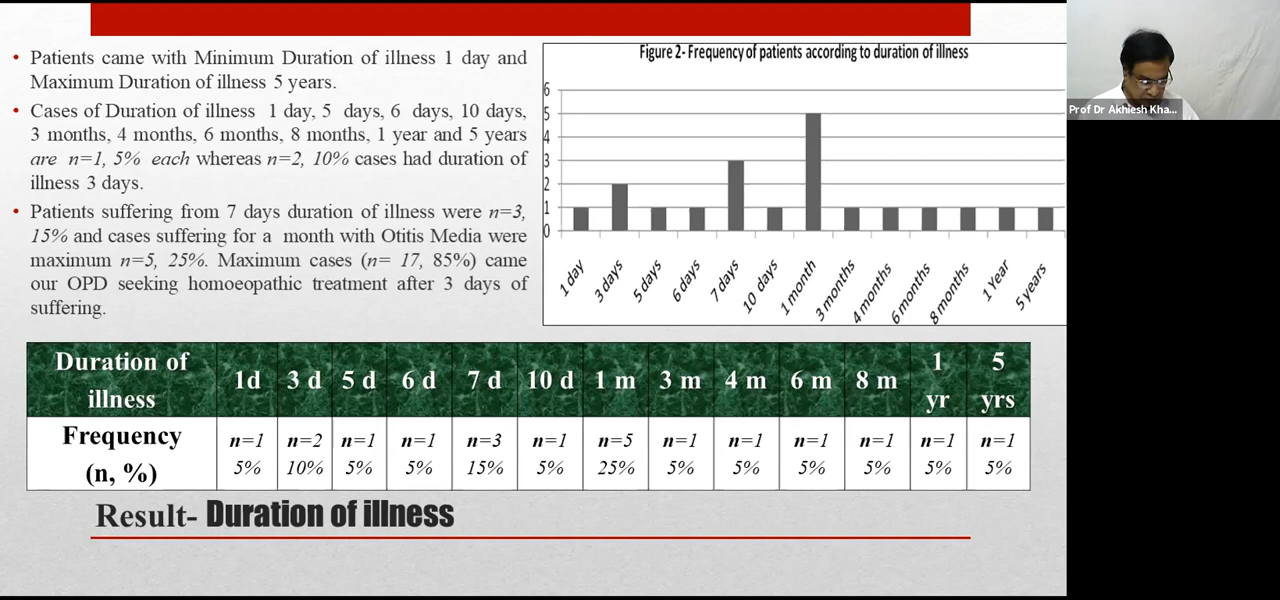 • Patients came with Minimum Duration of illness 1 day and
Maximum Duration of illness 5 years.
• Cases of Duration of illness 1 day, 5 days, 6 days, 10 days,
3 months, 4 months, 6 months, 8 months, 1 year and 5 years
are n=1, 5% each whereas n=2, 10% cases had duration of
illness 3 days.
• Patients suffering from 7 days duration of illness were n=3,
15% and cases suffering for a month with Otitis Media were
maximum n=5, 25%. Maximum cases (n= 17, 85%) came
our OPD seeking homoeopathic treatment after 3 days of
suffering.
Figure 2- Frequency of patients according to duration of illness
6
5
4
3
2
1
0
1 day
3 days
5 days
6 days
7 days
10 days
1 month
3 months
4 months
6 months
8 months
1 Year
5 years
Prof Dr Akhiesh Kha...
Duration of illness 1d 3 d 5 d 6 d 7 d 10 d 1 m 3 m 4 m 6 m 8 m 1 yr 5 yrs
Frequency n=1 n=2 n=1 n=1 n=3 n=1 n=5 n=1 n=1 n=1 n=1 n=1 n=1
(n, %) 5% 10% 5% 5% 15% 5% 25% 5% 5% 5% 5% 5% 5%
Result- Duration of illness